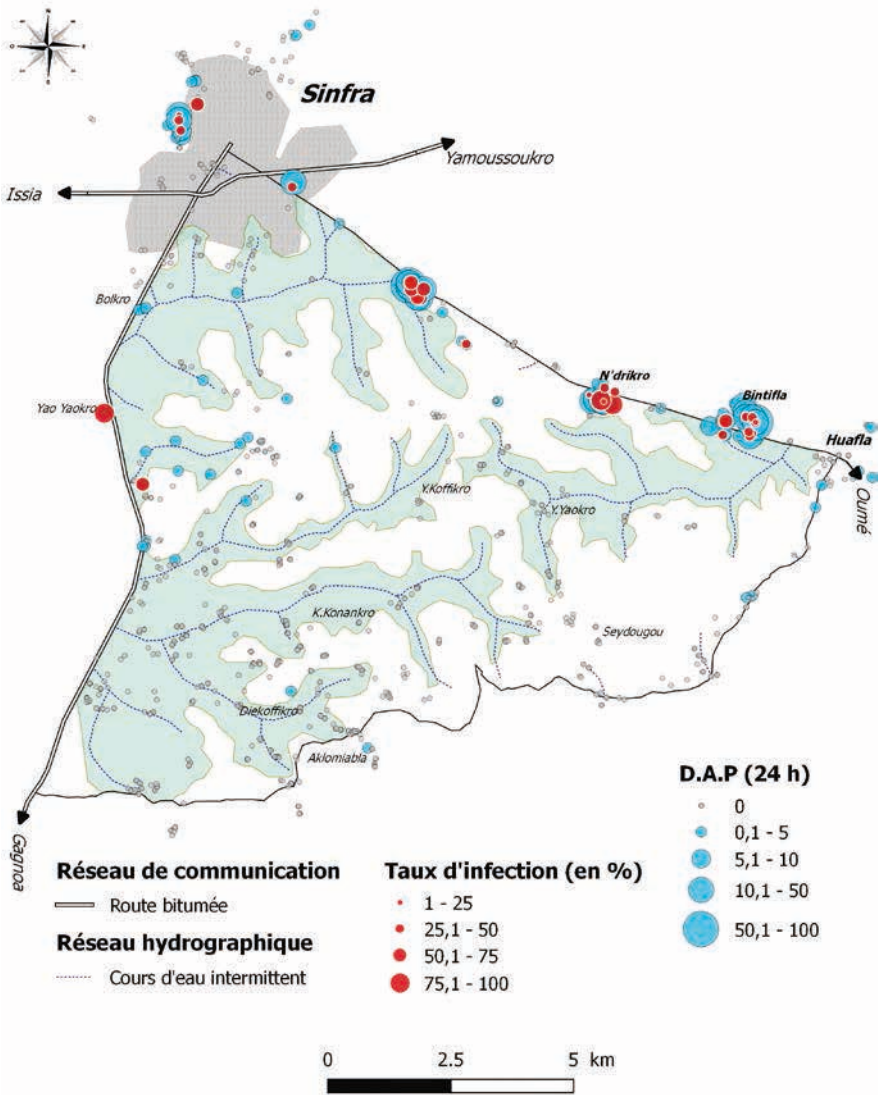 N
O
E
S
Sinfra
Yamoussoukro
Issia
Bolkro
N'drikro
Yao Yaokro
Bintifla
Huafla
Y.Koffikro
Y.Yaokro
Oumé
K.Konankro
Seydougou
Diekoffikro
Aklomiabla
Gagnoa
D.A.P (24 h)
0
0,1 - 5
5,1 - 10
10,1 - 50
50,1 - 100
Réseau de communication
Route bitumée
Réseau hydrographique
Cours d'eau intermittent
Taux d'infection (en %)
1 - 25
25,1 - 50
50,1 - 75
75,1 - 100
0 2.5 5 km